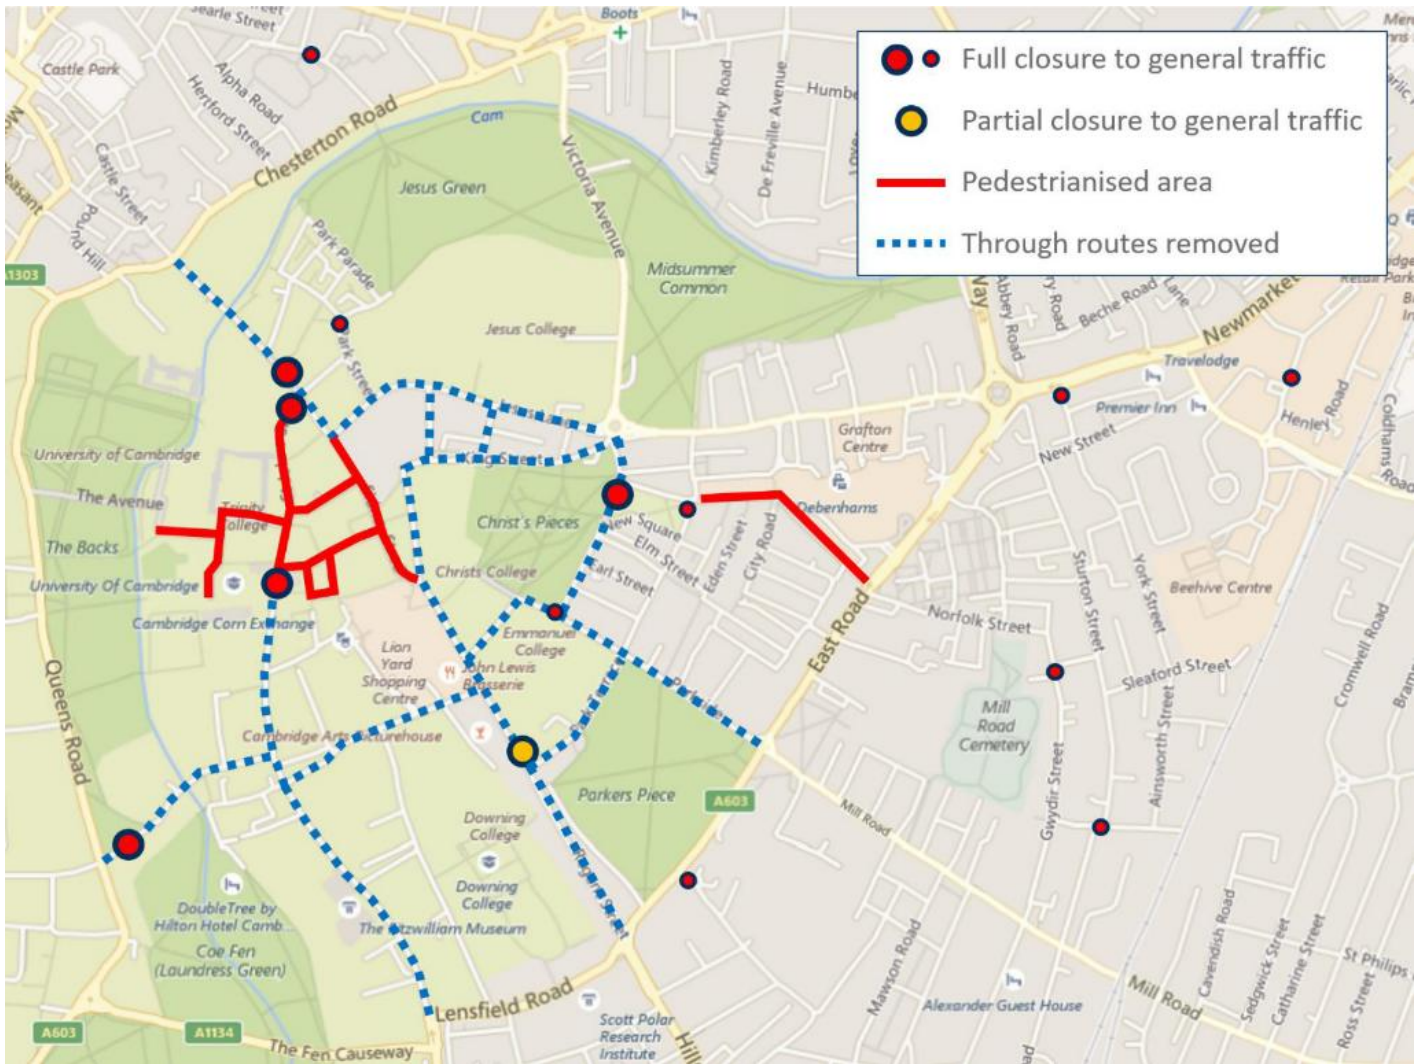 Full closure to general traffic
Partial closure to general traffic
Pedestrianised area
Through routes removed
Searle Street
Boots
Castle Park
Alpha Road
Hertford Street
Chesterton Road
Cam
Castle Street
Pound Hill
A1303
Jesus Green
Victoria Avenue
Kimberley Road
De Freville Avenue
Park Parade
Midsummer
Common
Way
Abbey Road
Beche Road
Lane
Newmarket
Jesus College
Park Street
Travelodge
Premier Inn
Henley Road
Coldhams
Grafton
Centre
New Street
University of Cambridge
King Street
The Avenue
Trinity
College
Debenhams
Christ's Pieces
New Square
Elm Street
Earl Street
Eden Street
City Road
The Backs
Christs College
University Of Cambridge
Sturton Street
York Street
Beehive Centre
Cambridge Corn Exchange
Norfolk Street
Emmanuel
College
Lion
Yard
Shopping
Centre
John Lewis
Brasserie
East Road
Cromwell Road
Sleaford Street
Parkside
Queens Road
Mill
Road
Cemetery
Cambridge Arts Picturehouse
Ainsworth Street
Gwydir Street
Parkers Piece
A603
Mill Road
Downing
College
Downing
College
Regent Street
DoubleTree by
Hilton Hotel Camb...
The Fitzwilliam Museum
Coe Fen
(Laundress Green)
Mawson Road
Cavendish Road
Sedgwick Street
Catharine Street
Ross Street
St Philips
Lensfield Road
Alexander Guest House
Mill Road
Scott Polar
Research
Institute
A603
A1134
The Fen Causeway
Hills